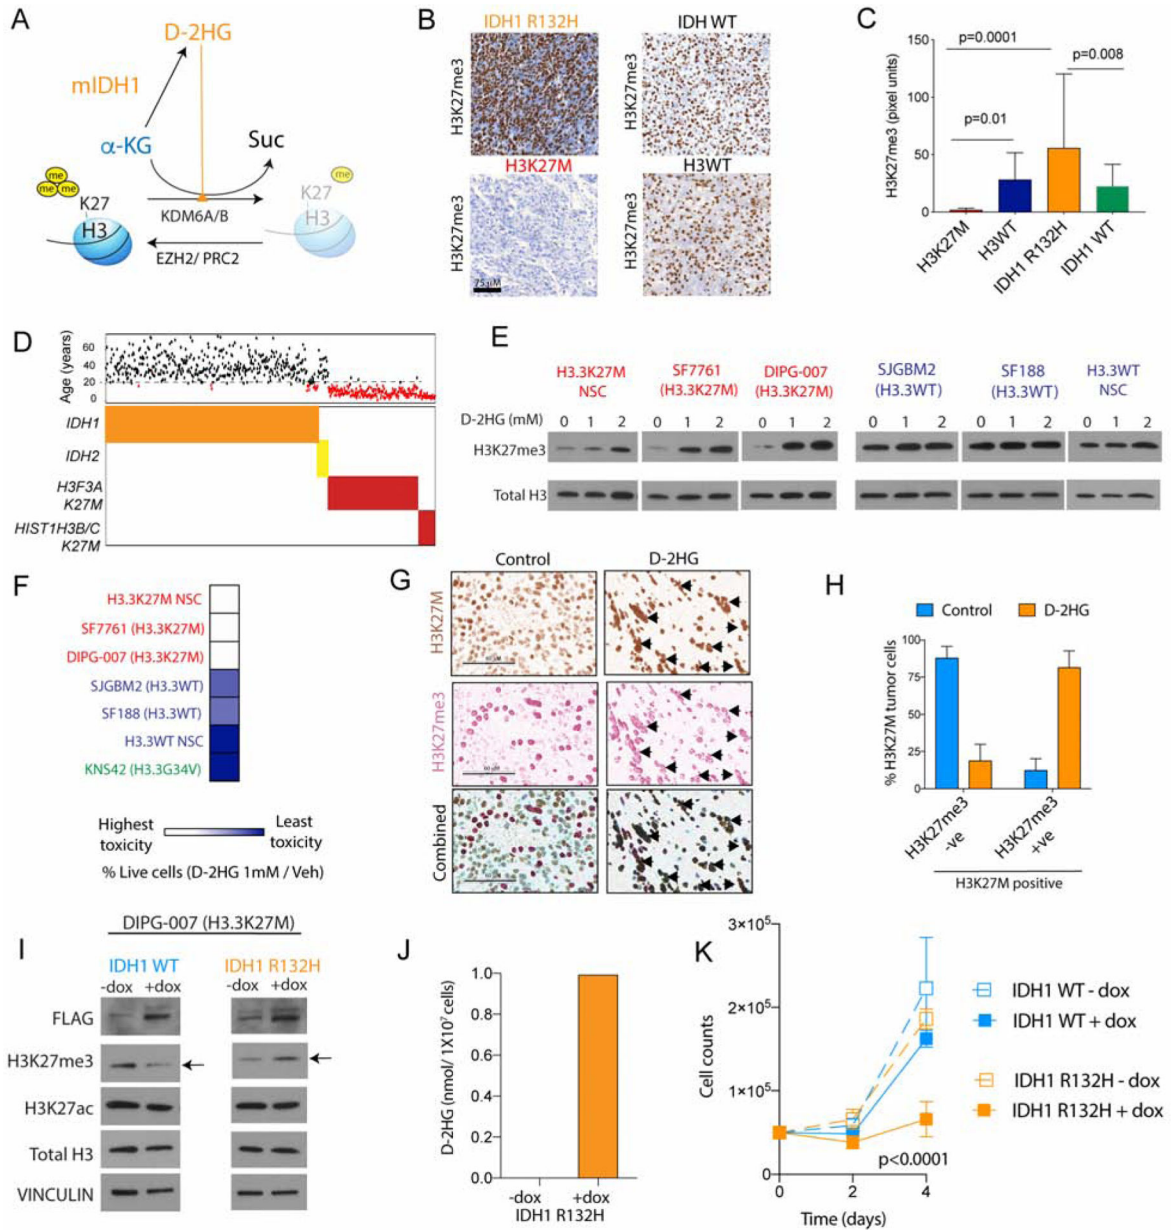 A
D-2HG
mIDH1
α-KG
Suc
me
me
me
me
K27
H3
K27
H3
KDM6A/B
EZH2/ PRC2
B
IDH1 R132H
IDH WT
H3K27me3
H3K27me3
H3K27M
H3WT
H3K27me3
H3K27me3
75 µM
C
H3K27me3 (pixel units)
150
100
50
0
p=0.0001
p=0.008
p=0.01
H3K27M
H3WT
IDH1 R132H
IDH1 WT
D
Age (years)
60
40
20
0
IDH1
IDH2
H3F3A
K27M
HIST1H3B/C
K27M
E
H3.3K27M
NSC
SF7761
(H3.3K27M)
DIPG-007
(H3.3K27M)
SJGBM2
(H3.3WT)
SF188
(H3.3WT)
H3.3WT
NSC
D-2HG (mM) 0 1 2 0 1 2 0 1 2 0 1 2 0 1 2 0 1 2
H3K27me3
Total H3
F
H3.3K27M NSC
SF7761 (H3.3K27M)
DIPG-007 (H3.3K27M)
SJGBM2 (H3.3WT)
SF188 (H3.3WT)
H3.3WT NSC
KNS42 (H3.3G34V)
Highest
toxicity
Least
toxicity
% Live cells (D-2HG 1mM / Veh)
G
Control
D-2HG
H3K27M
H3K27me3
Combined
H
Control
D-2HG
% H3K27M tumor cells
100
75
50
25
0
H3K27me3
-ve
H3K27me3
+ve
H3K27M positive
I
DIPG-007 (H3.3K27M)
IDH1 WT
IDH1 R132H
-dox +dox
-dox +dox
FLAG
H3K27me3
H3K27ac
Total H3
VINCULIN
J
D-2HG (nmol/ 1X10⁷ cells)
1.0
0.8
0.6
0.4
0.2
0.0
-dox
+dox
IDH1 R132H
K
Cell counts
3×10⁵
2×10⁵
1×10⁵
0
p<0.0001
0
2
4
Time (days)
IDH1 WT - dox
IDH1 WT + dox
IDH1 R132H - dox
IDH1 R132H + dox